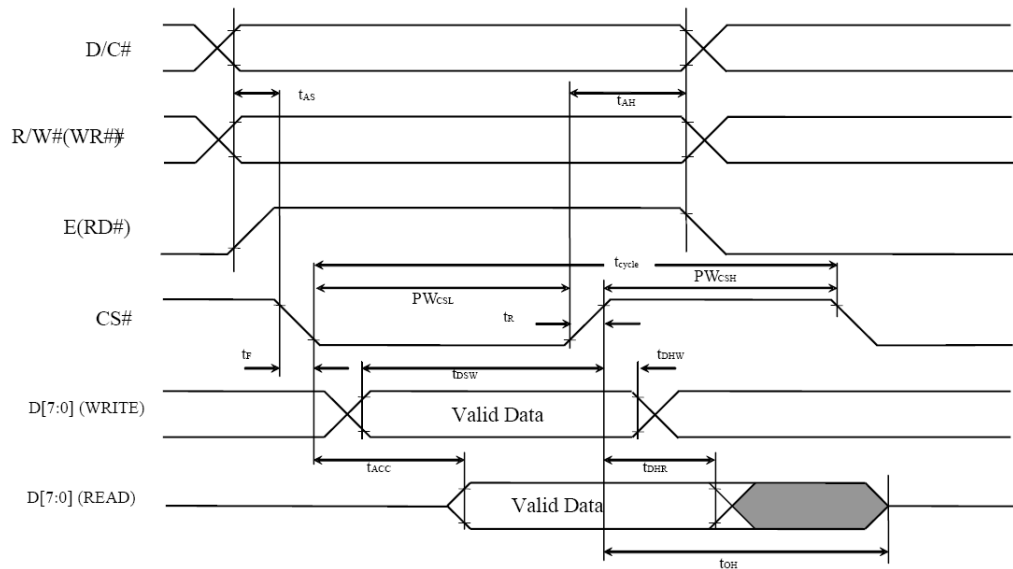 D/C#
tAS
tAH
R/W#(WR##)
E(RD#)
tcycle
PWCSL
PWCSH
CS#
tR
tF
tDSW
tDHW
D[7:0] (WRITE)
Valid Data
tACC
tDHR
D[7:0] (READ)
Valid Data
tOH